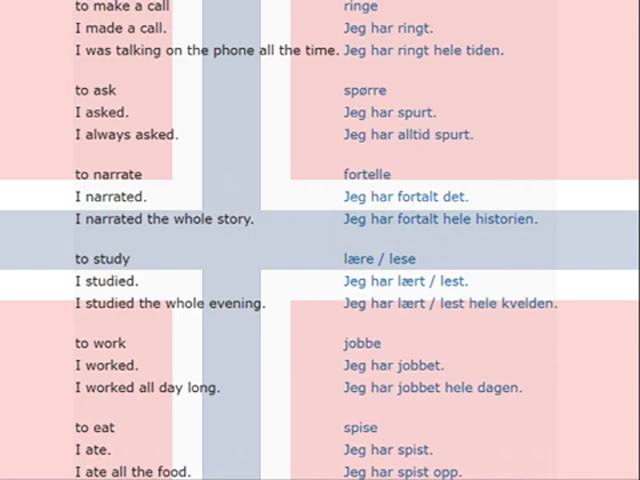 to make a call ringe
I made a call. Jeg har ringt.
I was talking on the phone all the time. Jeg har ringt hele tiden.
to ask spørre
I asked. Jeg har spurt.
I always asked. Jeg har alltid spurt.
to narrate fortelle
I narrated. Jeg har fortalt det.
I narrated the whole story. Jeg har fortalt hele historien.
to study lære / lese
I studied. Jeg har lært / lest.
I studied the whole evening. Jeg har lært / lest hele kvelden.
to work jobbe
I worked. Jeg har jobbet.
I worked all day long. Jeg har jobbet hele dagen.
to eat spise
I ate. Jeg har spist.
I ate all the food. Jeg har spist opp.